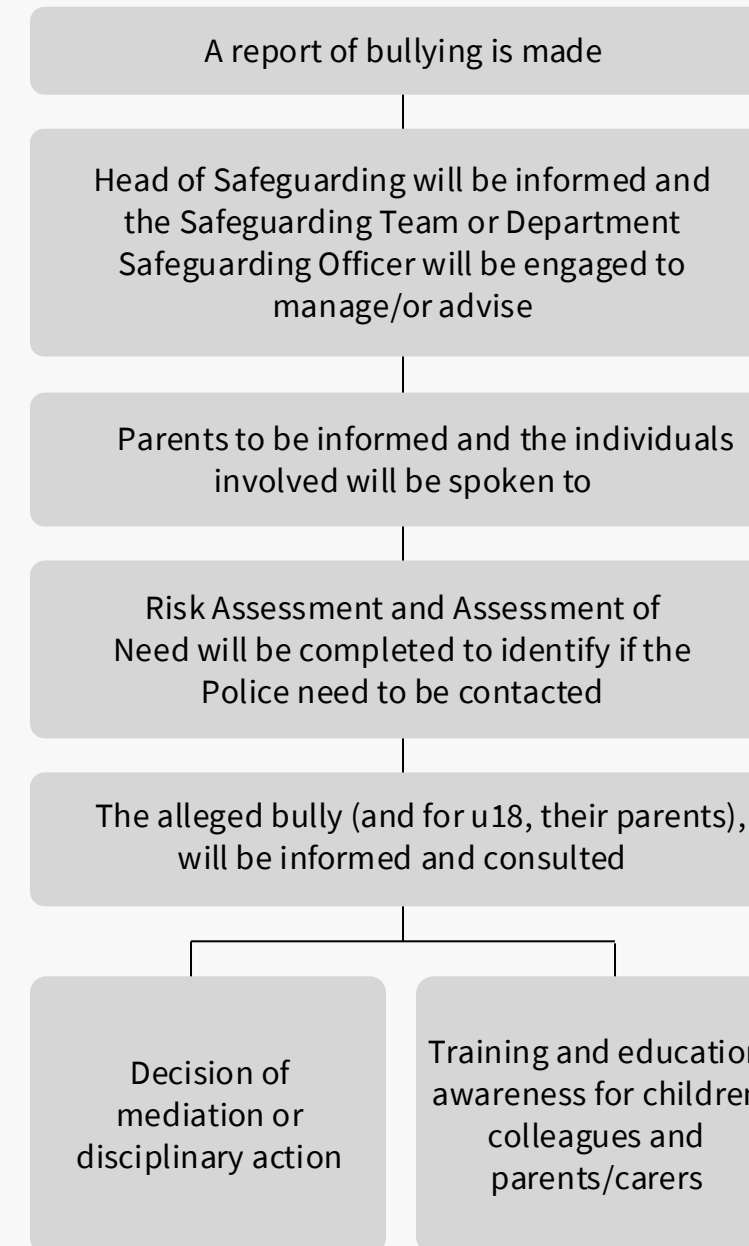 A report of bullying is made
Head of Safeguarding will be informed and
the Safeguarding Team or Department
Safeguarding Officer will be engaged to
manage/or advise
Parents to be informed and the individuals
involved will be spoken to
Risk Assessment and Assessment of
Need will be completed to identify if the
Police need to be contacted
The alleged bully (and for u18, their parents),
will be informed and consulted
Decision of
mediation or
disciplinary action
Training and education
awareness for children
colleagues and
parents/carers